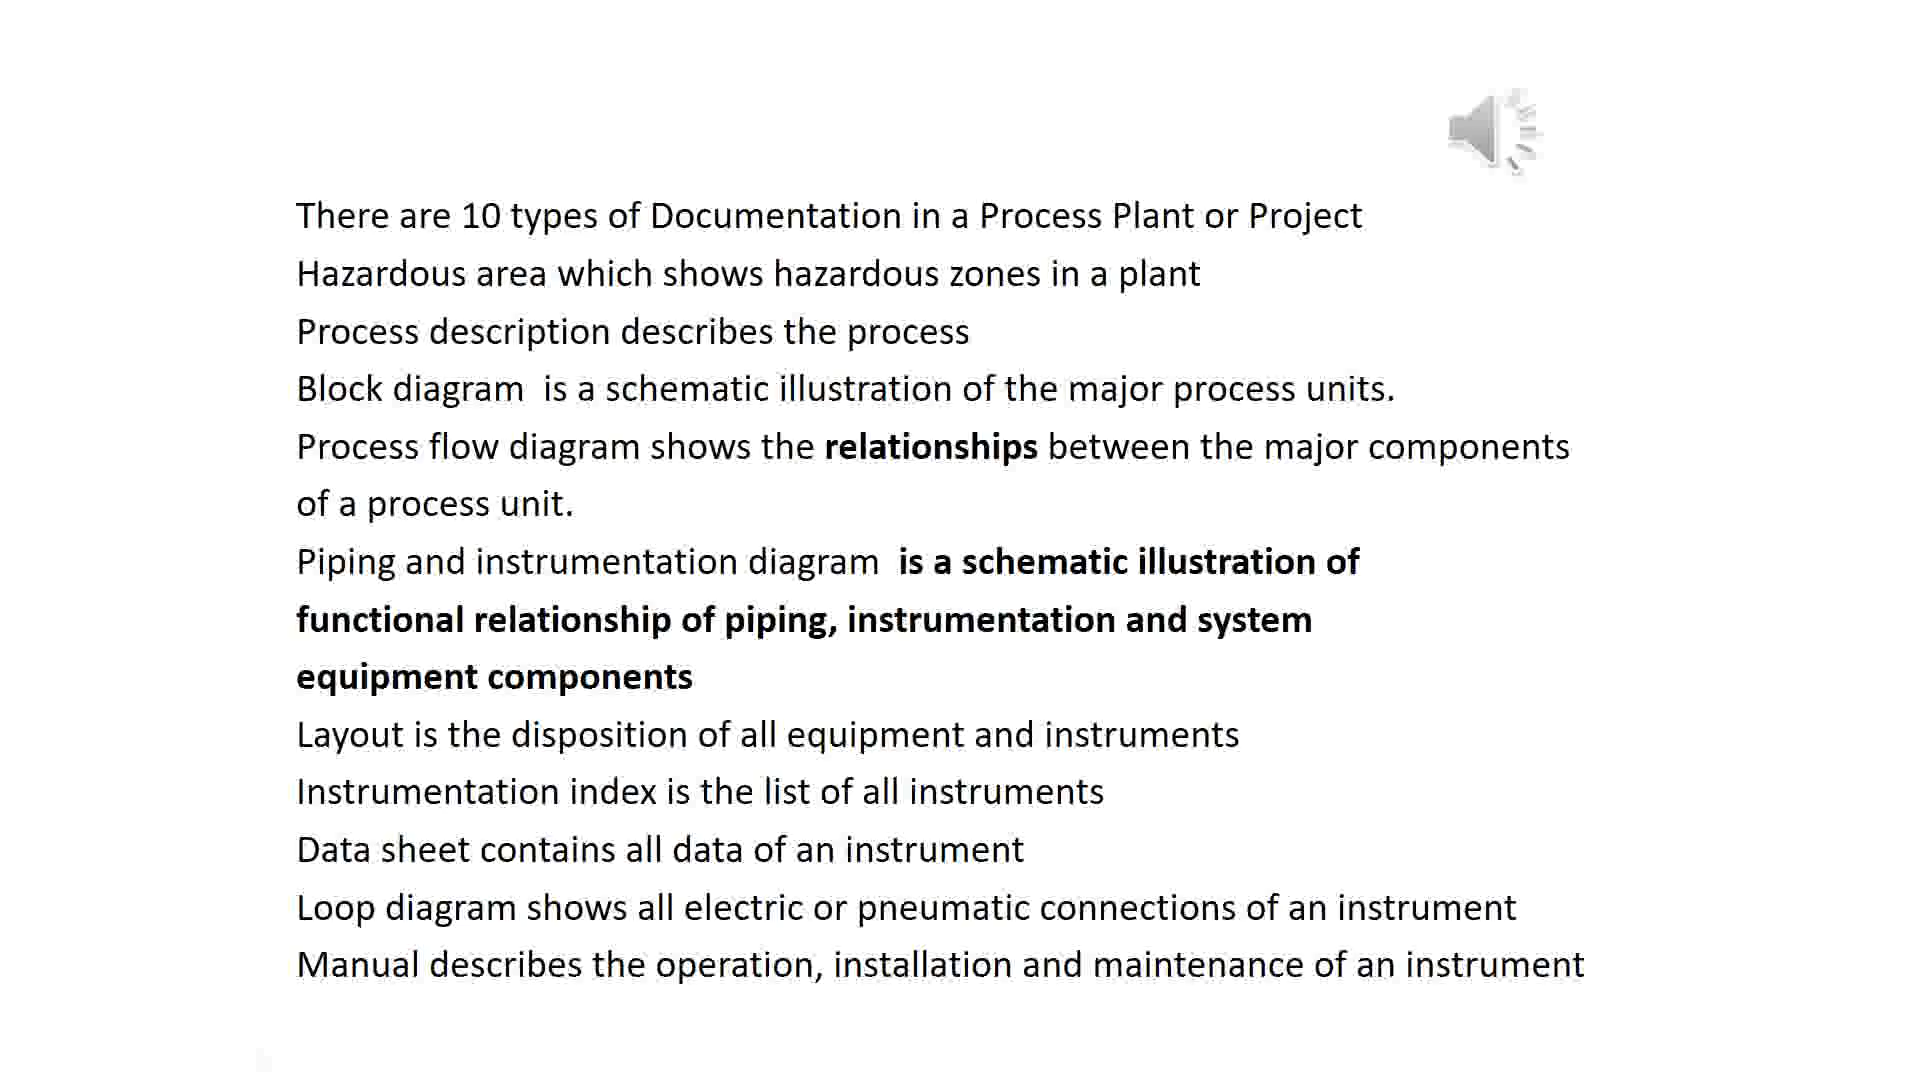 There are 10 types of Documentation in a Process Plant or Project
Hazardous area which shows hazardous zones in a plant
Process description describes the process
Block diagram  is a schematic illustration of the major process units.
Process flow diagram shows the relationships between the major components
of a process unit.
Piping and instrumentation diagram  is a schematic illustration of
functional relationship of piping, instrumentation and system
equipment components
Layout is the disposition of all equipment and instruments
Instrumentation index is the list of all instruments
Data sheet contains all data of an instrument
Loop diagram shows all electric or pneumatic connections of an instrument
Manual describes the operation, installation and maintenance of an instrument